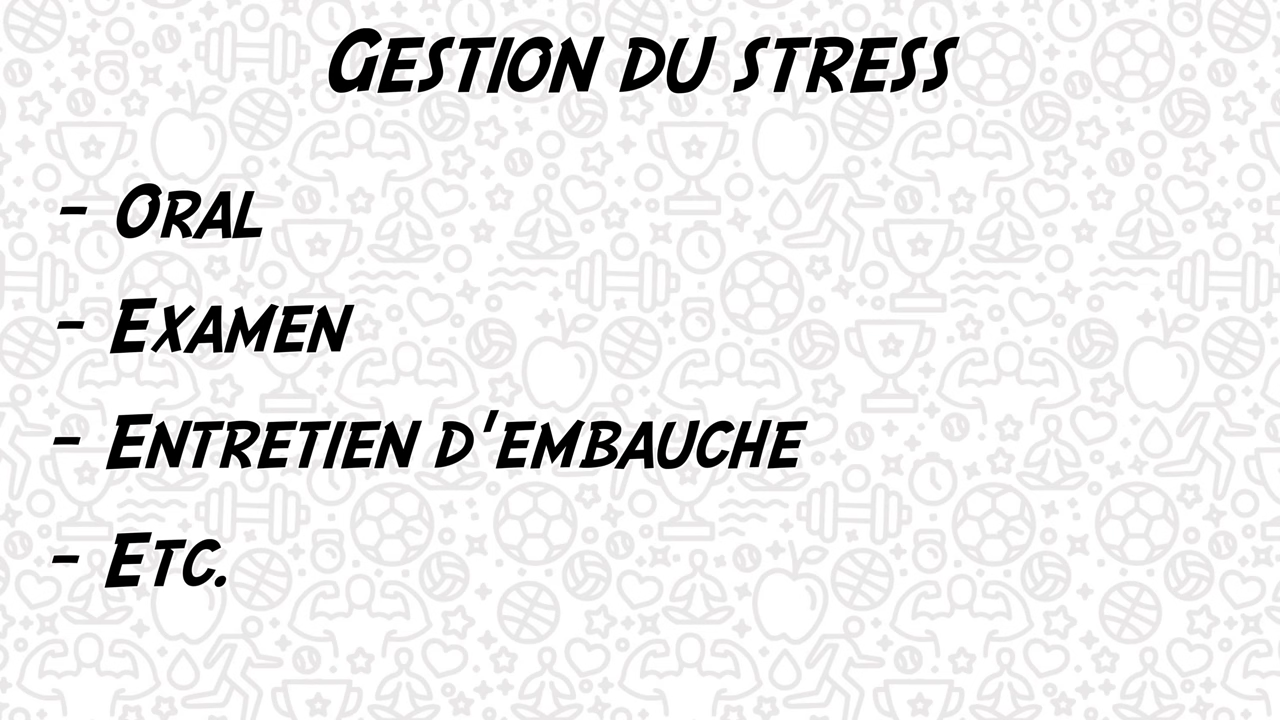 Gestion du stress
- Oral
- Examen
- Entretien d'embauche
- Etc.